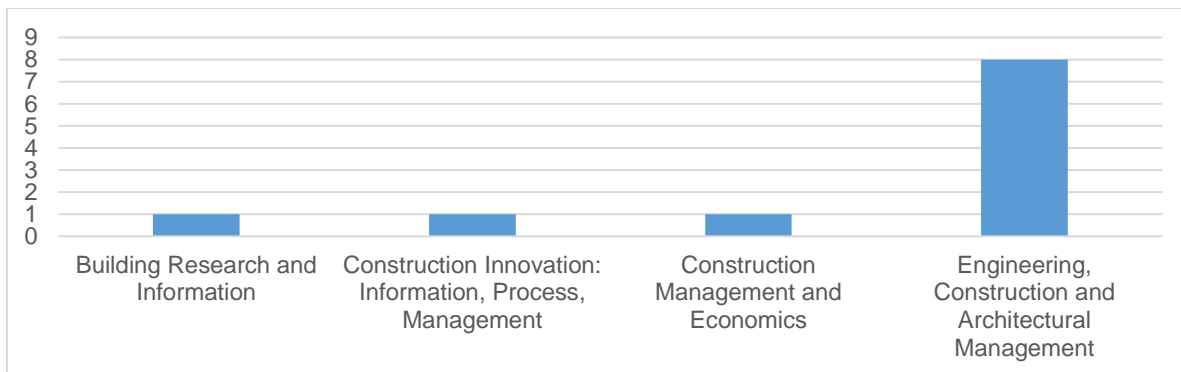 9
8
7
6
5
4
3
2
1
0
Building Research and
Information
Construction Innovation:
Information, Process,
Management
Construction
Management and
Economics
Engineering,
Construction and
Architectural
Management